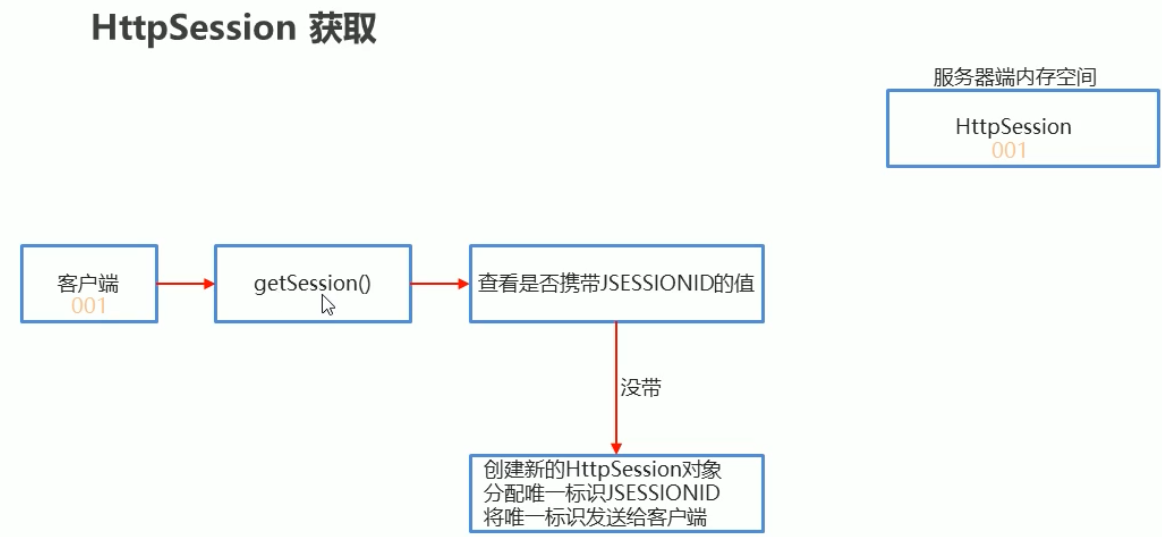 HttpSession 获取
服务器端内存空间
HttpSession
001
客户端
001
getSession()
查看是否携带JSESSIONID的值
没带
创建新的HttpSession对象
分配唯一标识JSESSIONID
将唯一标识发送给客户端